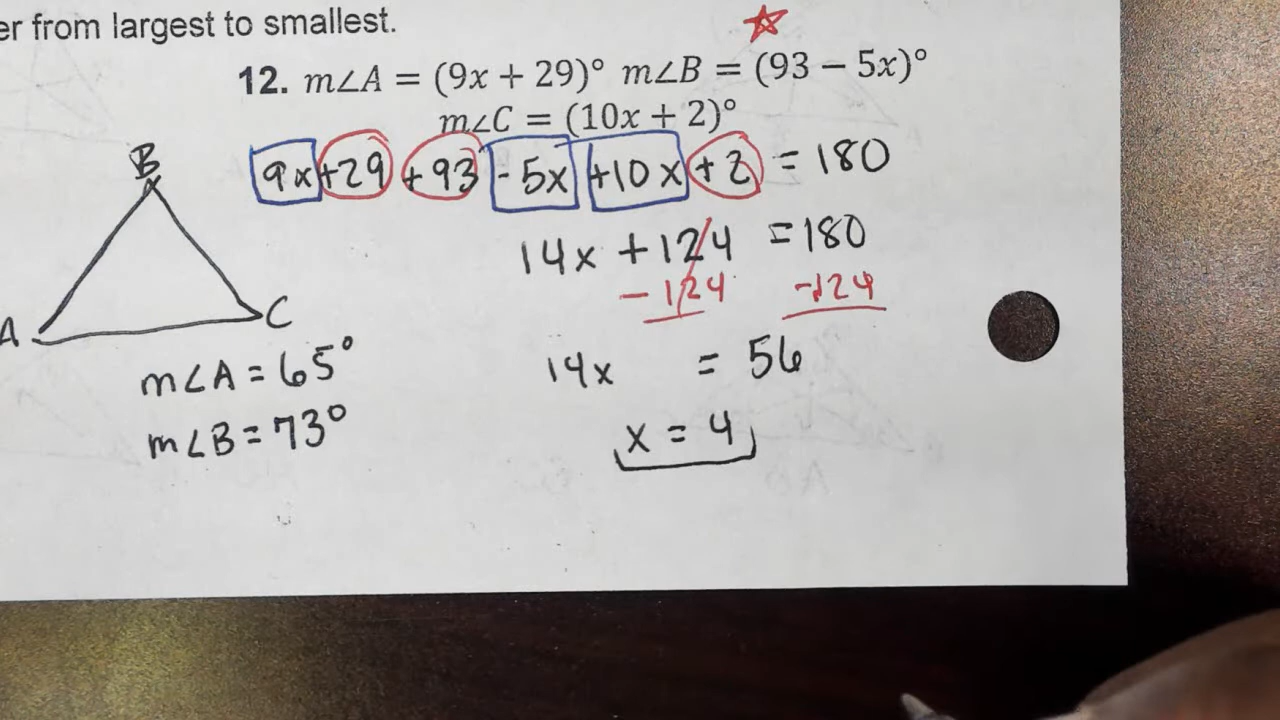 er from largest to smallest.
12. m∠A = (9x + 29)° m∠B = (93 − 5x)°
m∠C = (10x + 2)°
9x +29 +93 -5x +10x +2 = 180
14x + 124 = 180
- 124 -124
14x = 56
x = 4
B
A
C
m∠A = 65°
m∠B = 73°